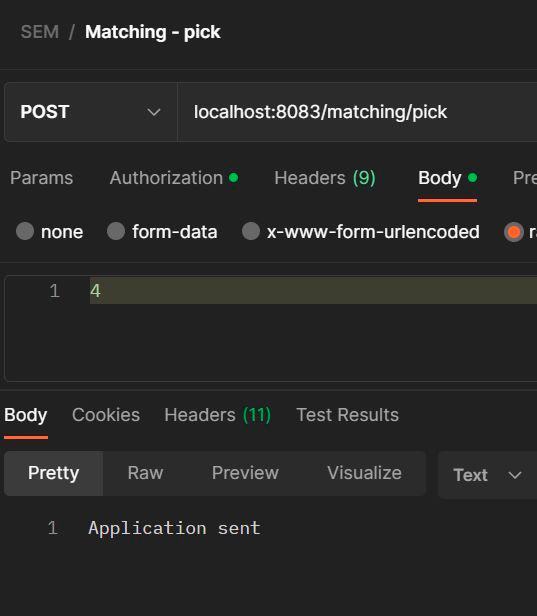 SEM / Matching - pick
POST localhost:8083/matching/pick
Params Authorization Headers (9) Body Pre
none form-data x-www-form-urlencoded
1 4
Body Cookies Headers (11) Test Results
Pretty Raw Preview Visualize Text
1 Application sent